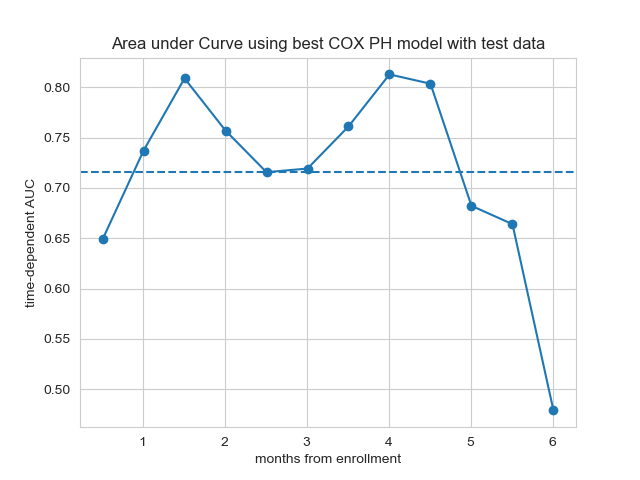 Area under Curve using best COX PH model with test data
time-dependent AUC
0.80
0.75
0.70
0.65
0.60
0.55
0.50
1 2 3 4 5 6
months from enrollment